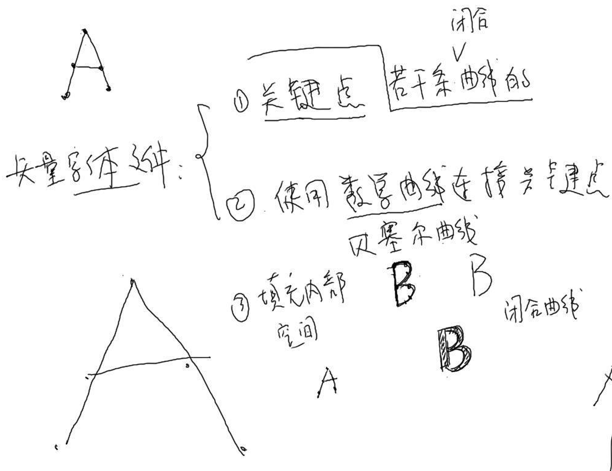 A
闭合
① 关键点 若干条曲线的
矢量字体文件:
② 使用数学曲线连接关键点
贝塞尔曲线
③ 填充内部
空间
B B
闭合曲线
B
A